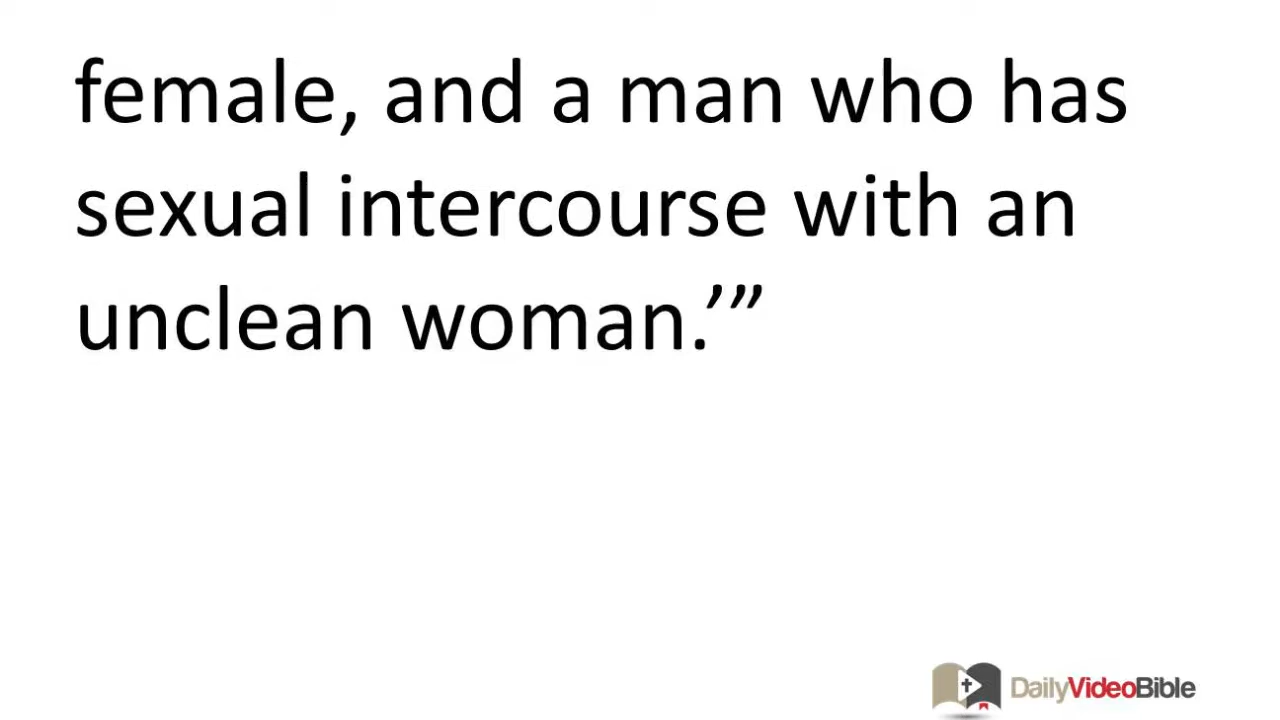 female, and a man who has
sexual intercourse with an
unclean woman.’”
DailyVideoBible